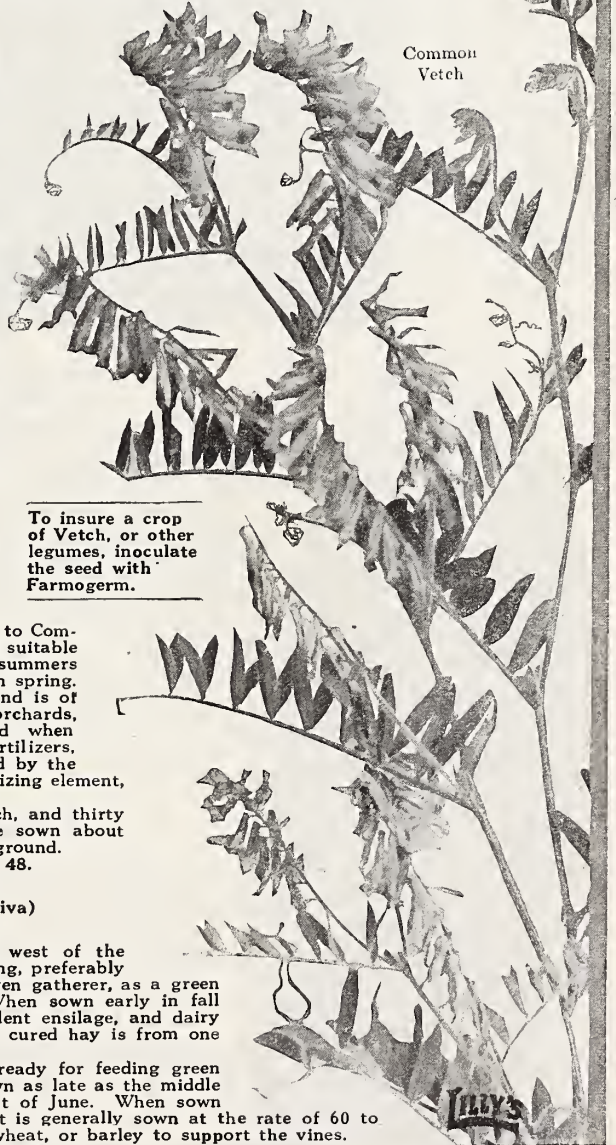 Common
Vetch
To insure a crop
of Vetch, or other
legumes, inoculate
the seed with
Farmogerm.
to Com-
suitable
summers
spring.
nd is of
orchards,
d when
rtilizers,
d by the
izing element,
ch, and thirty
e sown about
ground.
48.
iva)
west of the
ng, preferably
en gatherer, as a green
When sown early in fall
lent ensilage, and dairy
cured hay is from one
ready for feeding green
n as late as the middle
t of June. When sown
t is generally sown at the rate of 60 to
heat, or barley to support the vines.
LILLY'S